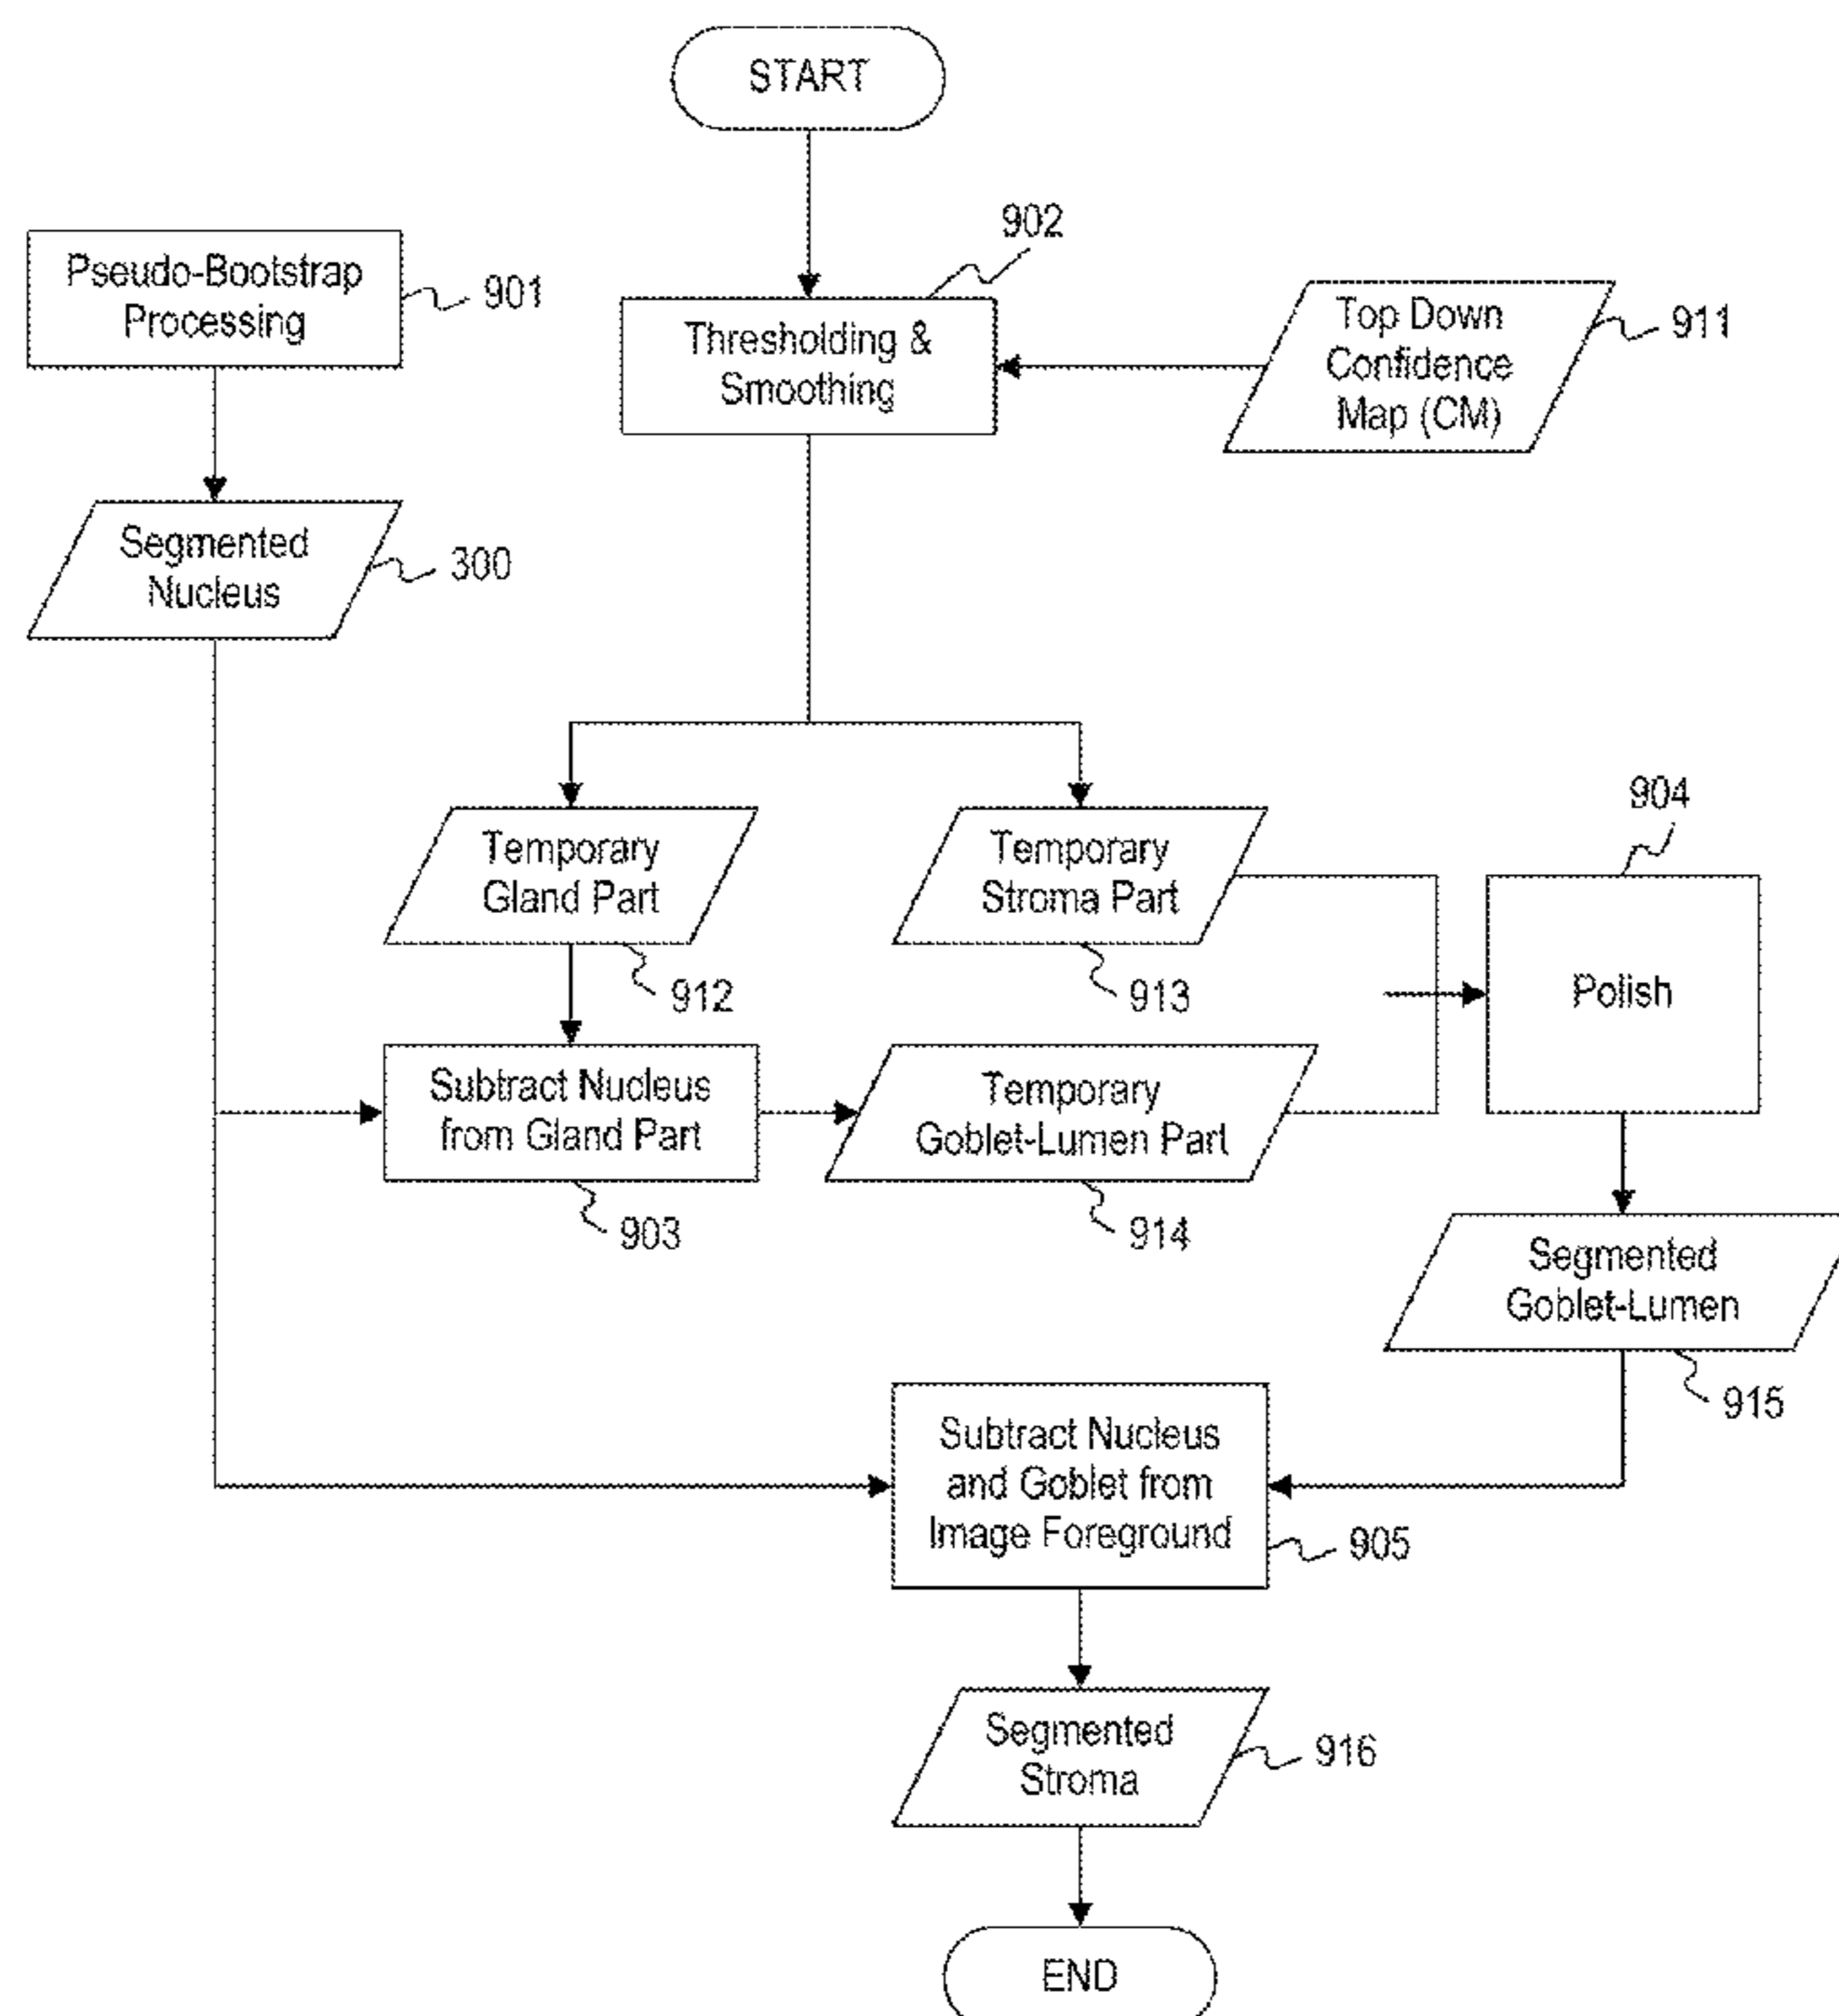 START
902
Pseudo-Bootstrap
Processing
901
Thresholding &
Smoothing
Top Down
Confidence
Map (CM)
911
Segmented
Nucleus
300
904
Temporary
Gland Part
912
Temporary
Stroma Part
913
Polish
Subtract Nucleus
from Gland Part
903
Temporary
Goblet-Lumen Part
914
Segmented
Goblet-Lumen
915
Subtract Nucleus
and Goblet from
Image Foreground
905
Segmented
Stroma
916
END